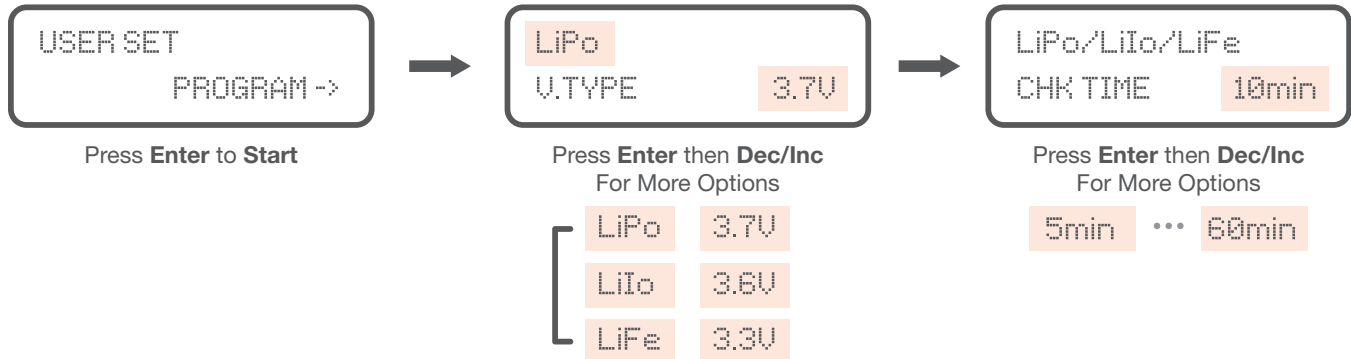 USER SET
PROGRAM ->
Press Enter to Start
LiPo
V.TYPE 3.7V
Press Enter then Dec/Inc
For More Options
LiPo 3.7V
LiIo 3.6V
LiFe 3.3V
LiPo/LiIo/LiFe
CHK TIME 10min
Press Enter then Dec/Inc
For More Options
5min ••• 60min